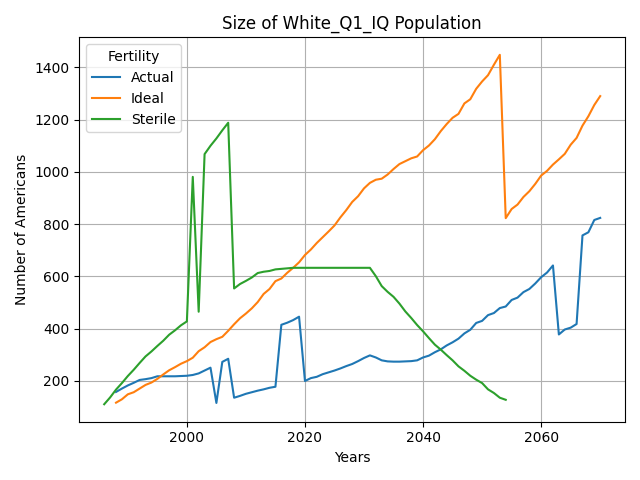 Size of White_Q1_IQ Population
Fertility
Actual
Ideal
Sterile
Number of Americans
1400
1200
1000
800
600
400
200
2000
2020
2040
2060
Years